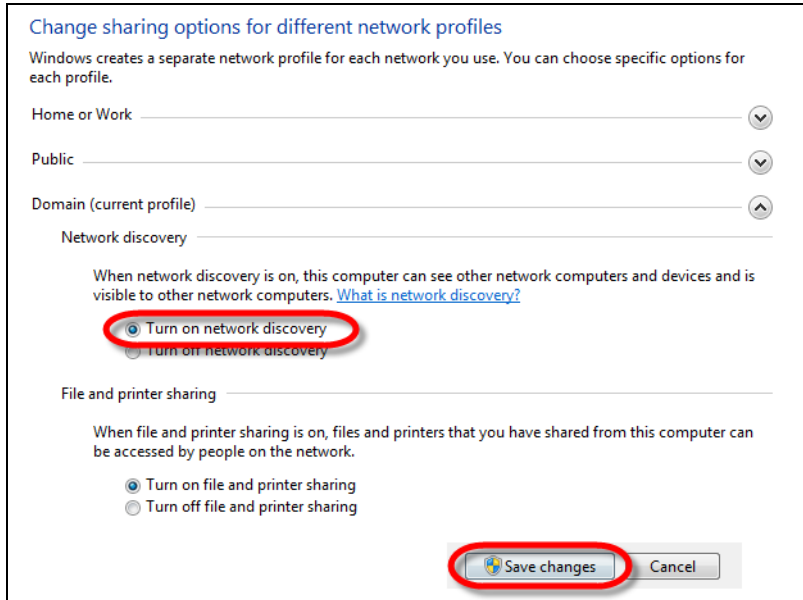 Change sharing options for different network profiles
Windows creates a separate network profile for each network you use. You can choose specific options for
each profile.
Home or Work
Public
Domain (current profile)
Network discovery
When network discovery is on, this computer can see other network computers and devices and is
visible to other network computers. What is network discovery?
Turn on network discovery
Turn off network discovery
File and printer sharing
When file and printer sharing is on, files and printers that you have shared from this computer can
be accessed by people on the network.
Turn on file and printer sharing
Turn off file and printer sharing
Save changes Cancel